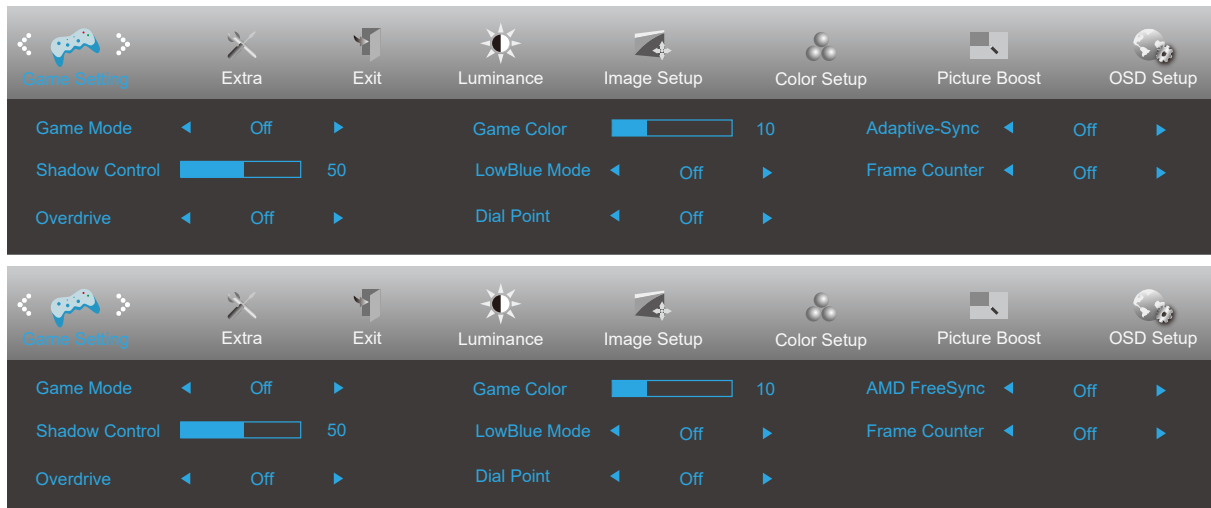 Game Setting Extra Exit Luminance Image Setup Color Setup Picture Boost OSD Setup
Game Mode Off Game Color 10 Adaptive-Sync Off
Shadow Control 50 LowBlue Mode Off Frame Counter Off
Overdrive Off Dial Point Off
Game Setting Extra Exit Luminance Image Setup Color Setup Picture Boost OSD Setup
Game Mode Off Game Color 10 AMD FreeSync Off
Shadow Control 50 LowBlue Mode Off Frame Counter Off
Overdrive Off Dial Point Off